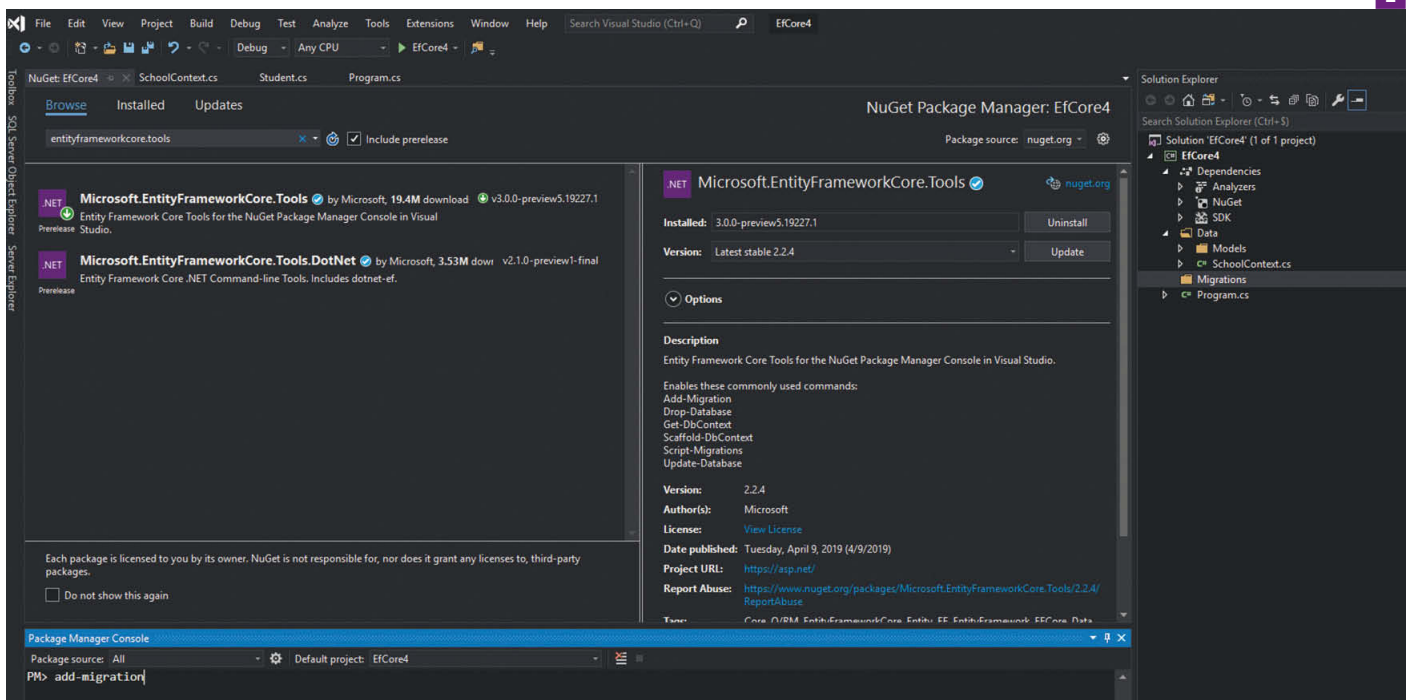 File Edit View Project Build Debug Test Analyze Tools Extensions Window Help Search Visual Studio (Ctrl+Q) EfCore4
Debug Any CPU EfCore4
Toolbox SQL Server Object Explorer Server Explorer
NuGet: EfCore4 SchoolContext.cs Student.cs Program.cs
Browse Installed Updates
NuGet Package Manager: EfCore4
entityframeworkcore.tools Include prerelease
Package source: nuget.org
.NET Microsoft.EntityFrameworkCore.Tools by Microsoft, 19.4M download v3.0.0-preview5.19227.1
Prerelease Entity Framework Core Tools for the NuGet Package Manager Console in Visual
Studio.
.NET Microsoft.EntityFrameworkCore.Tools.DotNet by Microsoft, 3.53M v2.1.0-preview1-final
Entity Framework Core .NET Command-line Tools. Includes dotnet-ef.
Prerelease
Each package is licensed to you by its owner. NuGet is not responsible for, nor does it grant any licenses to, third-party
packages.
Do not show this again
.NET Microsoft.EntityFrameworkCore.Tools nuget.org
Installed: 3.0.0-preview5.19227.1 Uninstall
Version: Latest stable 2.2.4 Update
Options
Description
Entity Framework Core Tools for the NuGet Package Manager Console in Visual Studio.
Enables these commonly used commands:
Add-Migration
Drop-Database
Get-DbContext
Scaffold-DbContext
Script-Migrations
Update-Database
Version: 2.2.4
Author(s): Microsoft
License: View License
Date published: Tuesday, April 9, 2019 (4/9/2019)
Project URL: https://asp.net/
Report Abuse: https://www.nuget.org/packages/Microsoft.EntityFrameworkCore.Tools/2.2.4/
ReportAbuse
Tags: Core O/RM EntityFrameworkCore Entity EF EntityFramework EFCore Data
Solution Explorer
Search Solution Explorer (Ctrl+$)
Solution 'EfCore4' (1 of 1 project)
C# EfCore4
Dependencies
Analyzers
NuGet
SDK
Data
Models
C# SchoolContext.cs
Migrations
C# Program.cs
Package Manager Console
Package source: All Default project: EfCore4
PM> add-migration